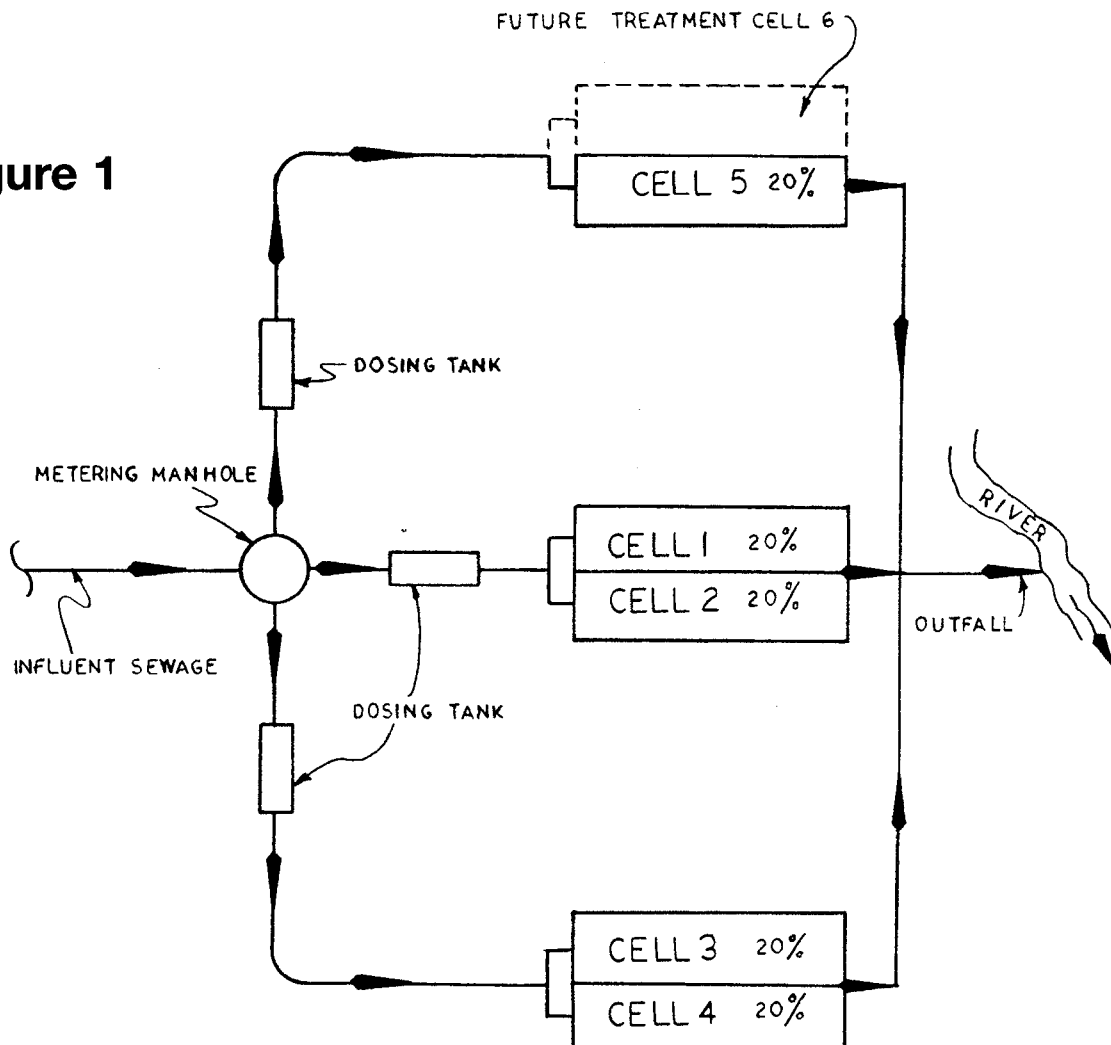 FUTURE TREATMENT CELL 6
gure 1
CELL 5 20%
DOSING TANK
METERING MANHOLE
CELL 1 20%
CELL 2 20%
RIVER
OUTFALL
INFLUENT SEWAGE
DOSING TANK
CELL 3 20%
CELL 4 20%